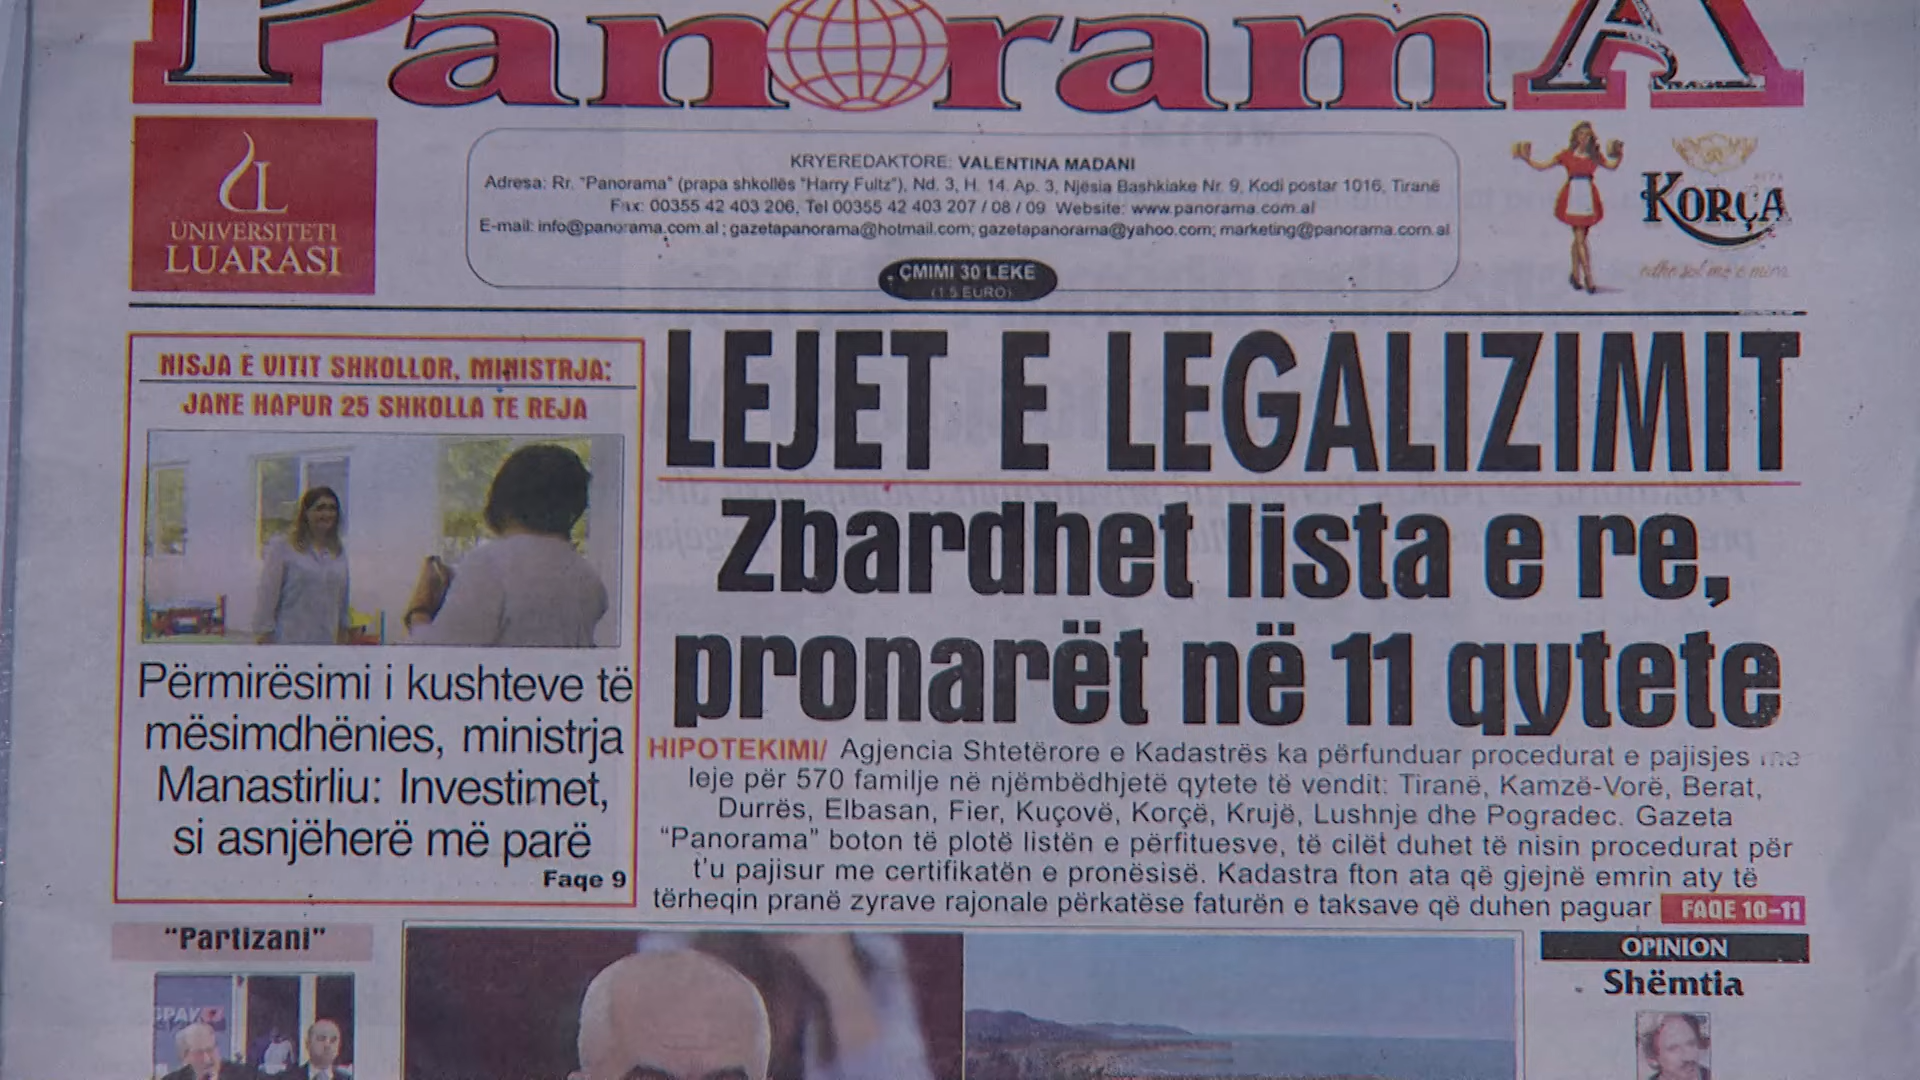 PanoramA
UNIVERSITETI
LUARASI
KRYEREDAKTORE: VALENTINA MADANI
Adresa: Rr. "Panorama" (prapa shkollës "Harry Fultz"), Nd. 3, H. 14. Ap. 3, Njësia Bashkiake Nr. 9, Kodi postar 1016, Tiranë
Fax: 00355 42 403 206, Tel 00355 42 403 207 / 08 / 09 Website: www.panorama.com.al
E-mail: info@panorama.com.al; gazetapanorama@hotmail.com; gazetapanorama@yahoo.com; marketing@panorama.com.al
ÇMIMI 30 LEKE
(1.5 EURO)
KORÇA
NISJA E VITIT SHKOLLOR, MINISTRJA:
JANE HAPUR 25 SHKOLLA TE REJA
Përmirësimi i kushteve të
mësimdhënies, ministrja
Manastirliu: Investimet,
si asnjëherë më parë
Faqe 9
LEJET E LEGALIZIMIT
Zbardhet lista e re,
pronarët në 11 qytete
HIPOTEKIMI/ Agjencia Shtetërore e Kadastrës ka përfunduar procedurat e pajisjes me
leje për 570 familje në njëmbëdhjetë qytete të vendit: Tiranë, Kamzë-Vorë, Berat,
Durrës, Elbasan, Fier, Kuçovë, Korçë, Krujë, Lushnje dhe Pogradec. Gazeta
"Panorama" boton të plotë listën e përfituesve, të cilët duhet të nisin procedurat për
t'u pajisur me certifikatën e pronësisë. Kadastra fton ata që gjejnë emrin aty të
tërheqin pranë zyrave rajonale përkatëse faturën e taksave që duhen paguar FAQE 10-11
"Partizani"
OPINION
Shëmtia